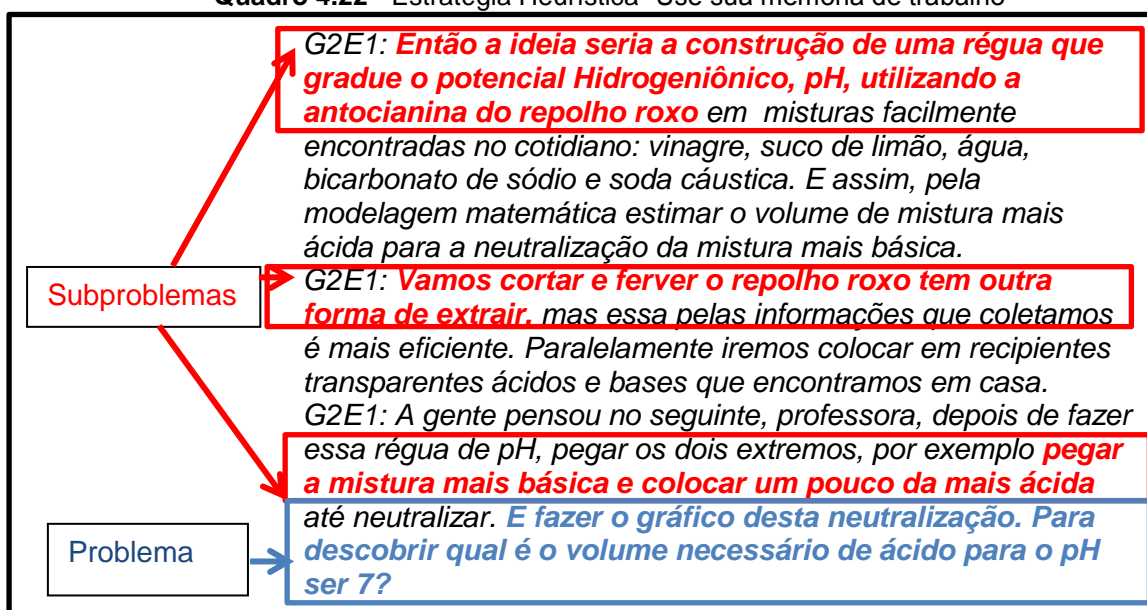 Quadro 4.22 - Estratégia Heurística "Use sua memória de trabalho"
G2E1: Então a ideia seria a construção de uma régua que
gradue o potencial Hidrogeniônico, pH, utilizando a
antocianina do repolho roxo em misturas facilmente
encontradas no cotidiano: vinagre, suco de limão, água,
bicarbonato de sódio e soda cáustica. E assim, pela
modelagem matemática estimar o volume de mistura mais
ácida para a neutralização da mistura mais básica.
G2E1: Vamos cortar e ferver o repolho roxo tem outra
Subproblemas
forma de extrair, mas essa pelas informações que coletamos
é mais eficiente. Paralelamente iremos colocar em recipientes
transparentes ácidos e bases que encontramos em casa.
G2E1: A gente pensou no seguinte, professora, depois de fazer
essa régua de pH, pegar os dois extremos, por exemplo pegar
a mistura mais básica e colocar um pouco da mais ácida
até neutralizar. E fazer o gráfico desta neutralização. Para
Problema
descobrir qual é o volume necessário de ácido para o pH
ser 7?